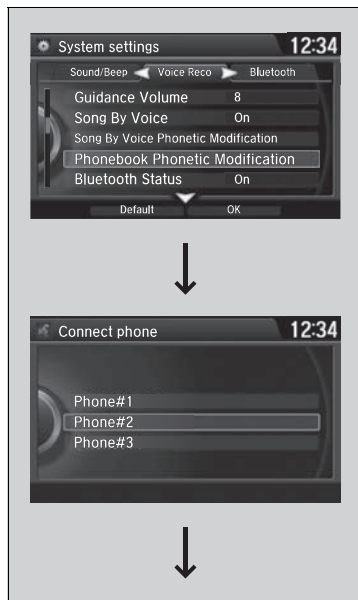 System settings 12:34
Sound/Beep Voice Reco Bluetooth
Guidance Volume 8
Song By Voice On
Song By Voice Phonetic Modification
Phonebook Phonetic Modification
Bluetooth Status On
Default OK
Connect phone 12:34
Phone#1
Phone#2
Phone#3